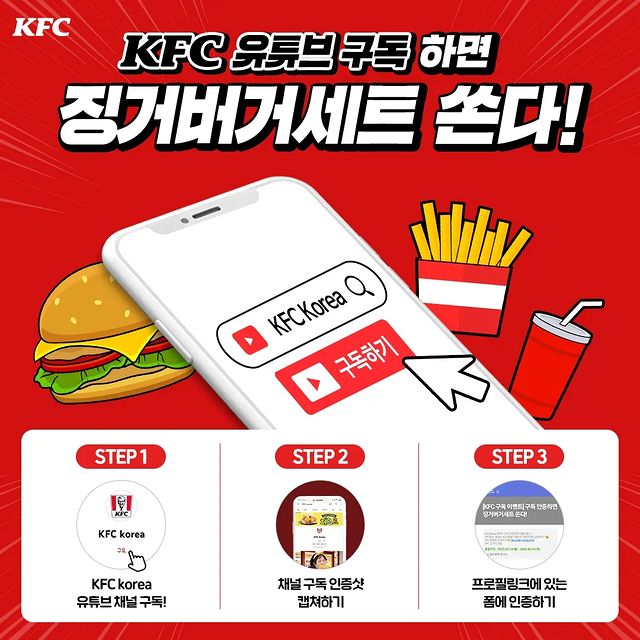 KFC
KFC 유튜브 구독 하면
징거버거세트 쏜다!
KFC Korea
구독하기
STEP 1
STEP 2
STEP 3
KFC
KFC korea
구독
[KFC 구독 이벤트] 구독 인증하면
징거버거세트 쏜다!
KFC korea
유튜브 채널 구독!
채널 구독 인증샷
캡쳐하기
프로필링크에 있는
폼에 인증하기